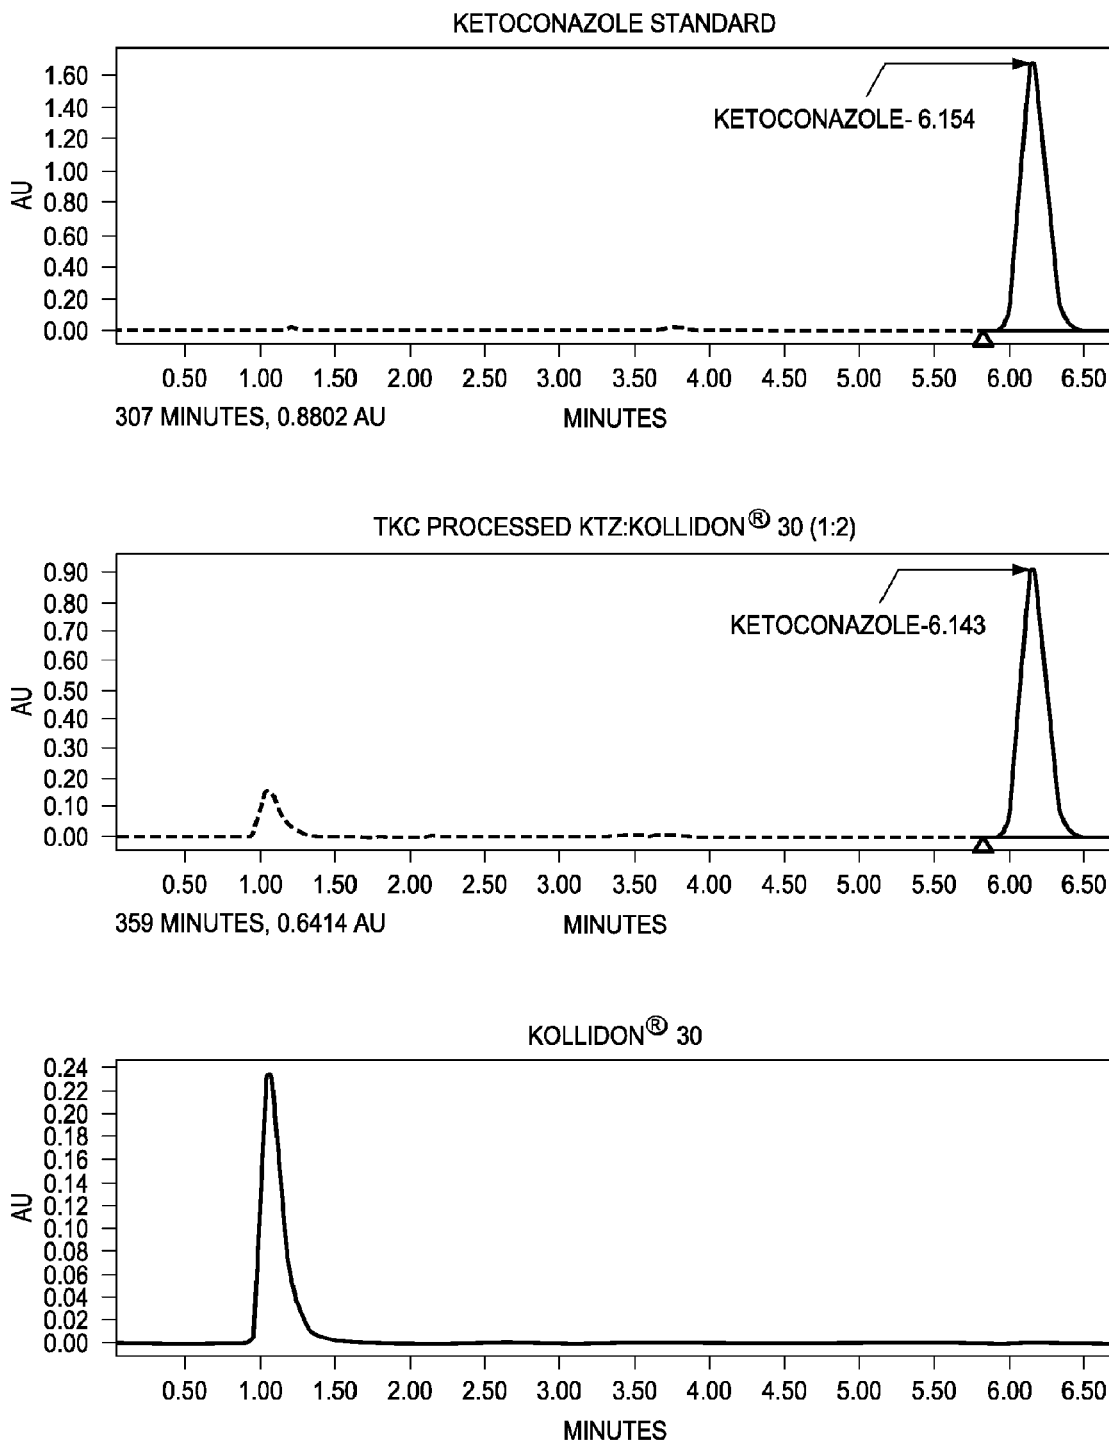 KETOCONAZOLE STANDARD
1.60
1.40
1.20
1.00
0.80
0.60
0.40
0.20
0.00
AU
KETOCONAZOLE- 6.154
0.50 1.00 1.50 2.00 2.50 3.00 3.50 4.00 4.50 5.00 5.50 6.00 6.50
307 MINUTES, 0.8802 AU
MINUTES
TKC PROCESSED KTZ:KOLLIDON® 30 (1:2)
0.90
0.80
0.70
0.60
0.50
0.40
0.30
0.20
0.10
0.00
AU
KETOCONAZOLE-6.143
0.50 1.00 1.50 2.00 2.50 3.00 3.50 4.00 4.50 5.00 5.50 6.00 6.50
359 MINUTES, 0.6414 AU
MINUTES
KOLLIDON® 30
0.24
0.22
0.20
0.18
0.16
0.14
0.12
0.10
0.08
0.06
0.04
0.02
0.00
AU
0.50 1.00 1.50 2.00 2.50 3.00 3.50 4.00 4.50 5.00 5.50 6.00 6.50
MINUTES